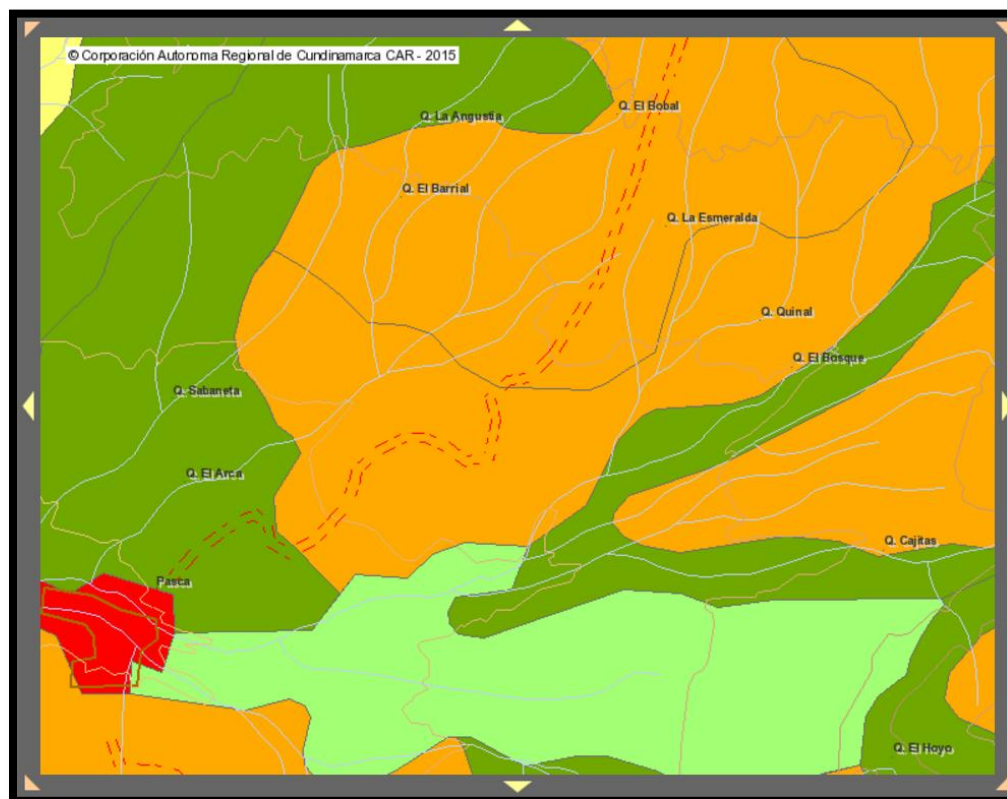 © Corporación Autonoma Regional de Cundinamarca CAR - 2015
Q. El Bobal
Q. La Angustia
Q. El Barrial
Q. La Esmeralda
Q. Quinal
Q. El Bosque
Q. Sabaneta
Q. El Arca
Q. Cajitas
Pasca
Q. El Hoyo